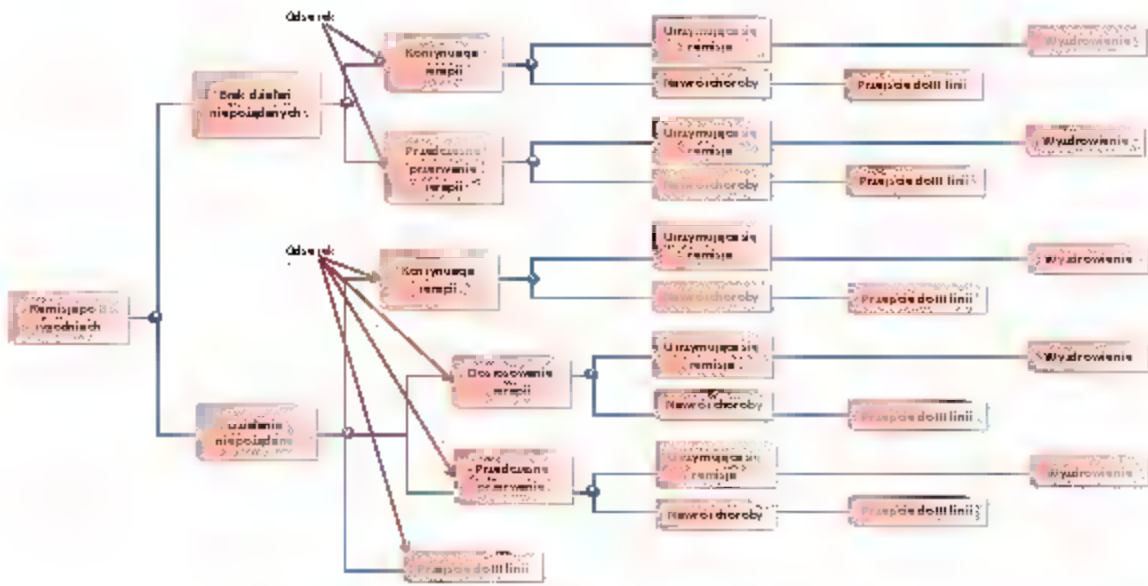 Odsetek
Kontynuacja
terapii
Utrzymująca się
remisja
Wyzdrowienie
Nawrót choroby
Przejście do III linii
Brak działań
niepożądanych
Przedwczesne
przerwanie
terapii
Utrzymująca się
remisja
Wyzdrowienie
Nawrót choroby
Przejście do III linii
Odsetek
Kontynuacja
terapii
Utrzymująca się
remisja
Wyzdrowienie
Nawrót choroby
Przejście do III linii
Remisja po
tygodniach
Dostosowanie
terapii
Utrzymująca się
remisja
Wyzdrowienie
Nawrót choroby
Przejście do III linii
Działania
niepożądane
Przedwczesne
przerwanie
Utrzymująca się
remisja
Wyzdrowienie
Nawrót choroby
Przejście do III linii
Przejście do III linii